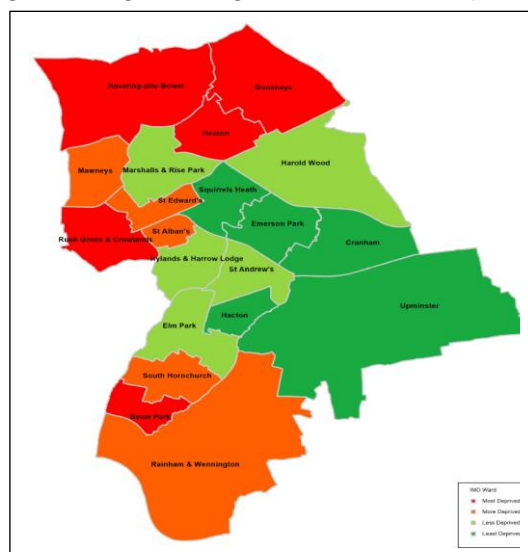 Havering-atte-Bower
Gooshays
Heaton
Mawneys
Marshalls & Rise Park
Harold Wood
St Edward's
Squirrels Heath
Rush Green & Crowlands
St Alban's
Emerson Park
Cranham
Hylands & Harrow Lodge
St Andrew's
Upminster
Hacton
Elm Park
South Hornchurch
Beam Park
Rainham & Wennington
IMD Ward
Most Deprived
More Deprived
Less Deprived
Least Deprived